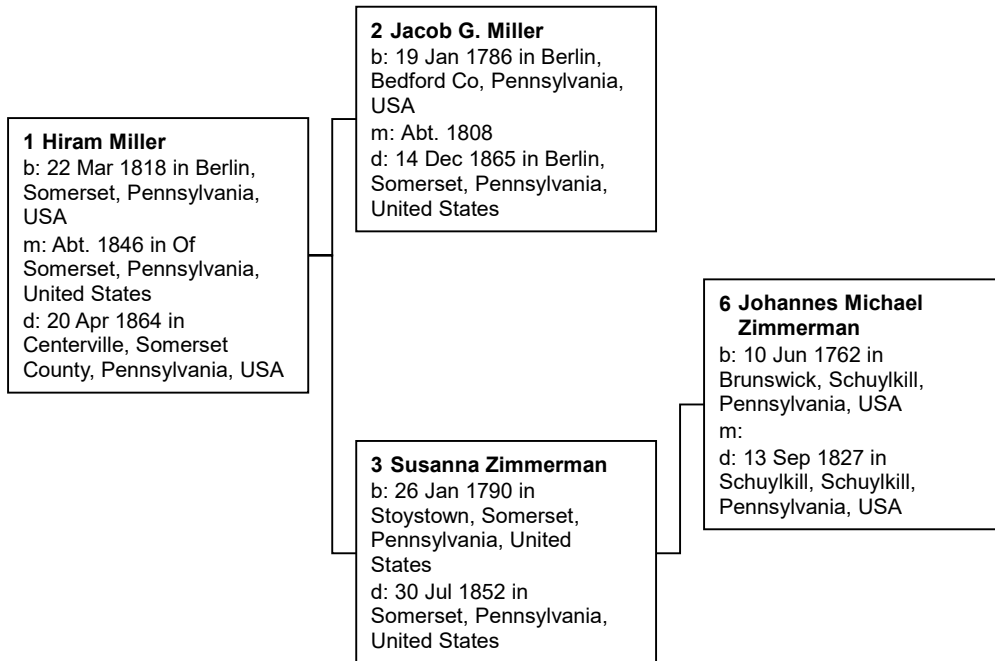 1 Hiram Miller
b: 22 Mar 1818 in Berlin,
Somerset, Pennsylvania,
USA
m: Abt. 1846 in Of
Somerset, Pennsylvania,
United States
d: 20 Apr 1864 in
Centerville, Somerset
County, Pennsylvania, USA
2 Jacob G. Miller
b: 19 Jan 1786 in Berlin,
Bedford Co, Pennsylvania,
USA
m: Abt. 1808
d: 14 Dec 1865 in Berlin,
Somerset, Pennsylvania,
United States
3 Susanna Zimmerman
b: 26 Jan 1790 in
Stoystown, Somerset,
Pennsylvania, United
States
d: 30 Jul 1852 in
Somerset, Pennsylvania,
United States
6 Johannes Michael
Zimmerman
b: 10 Jun 1762 in
Brunswick, Schuylkill,
Pennsylvania, USA
m:
d: 13 Sep 1827 in
Schuylkill, Schuylkill,
Pennsylvania, USA